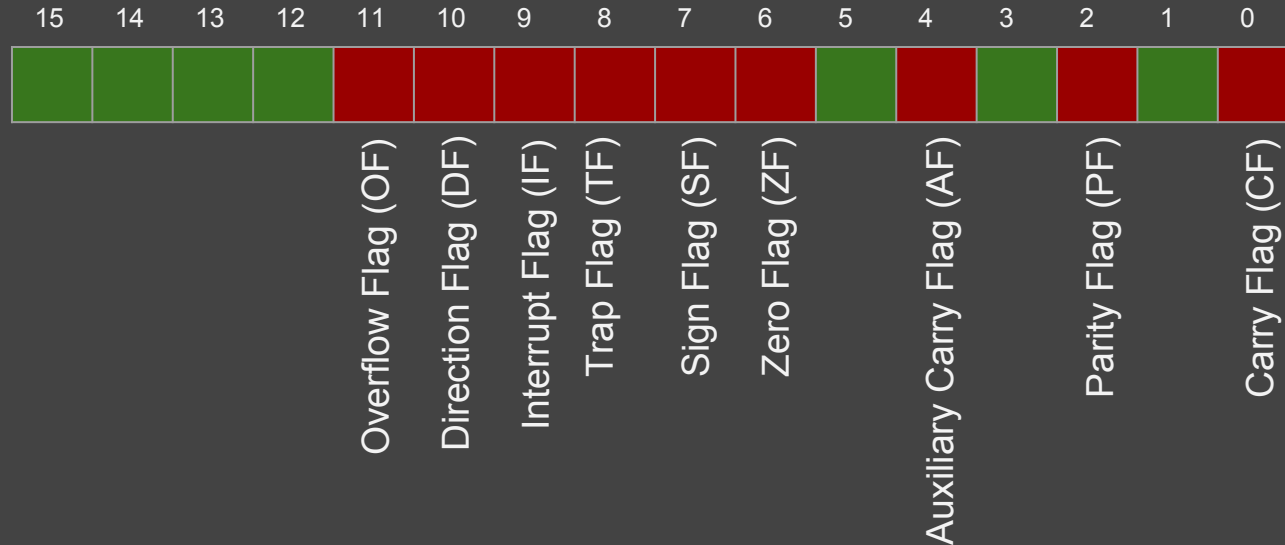 15 14 13 12 11 10 9 8 7 6 5 4 3 2 1 0
Overflow Flag (OF)
Direction Flag (DF)
Interrupt Flag (IF)
Trap Flag (TF)
Sign Flag (SF)
Zero Flag (ZF)
Auxiliary Carry Flag (AF)
Parity Flag (PF)
Carry Flag (CF)